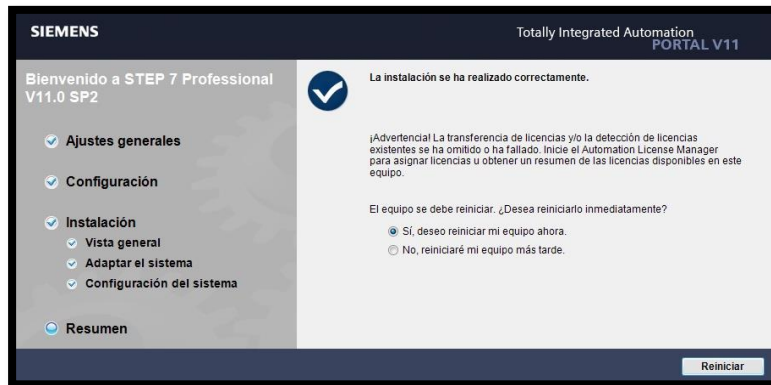 SIEMENS
Totally Integrated Automation
PORTAL V11
Bienvenido a STEP 7 Professional
V11.0 SP2
Ajustes generales
Configuración
Instalación
Vista general
Adaptar el sistema
Configuración del sistema
Resumen
La instalación se ha realizado correctamente.
¡Advertencia! La transferencia de licencias y/o la detección de licencias
existentes se ha omitido o ha fallado. Inicie el Automation License Manager
para asignar licencias u obtener un resumen de las licencias disponibles en este
equipo.
El equipo se debe reiniciar. ¿Desea reiniciarlo inmediatamente?
Sí, deseo reiniciar mi equipo ahora.
No, reiniciaré mi equipo más tarde.
Reiniciar